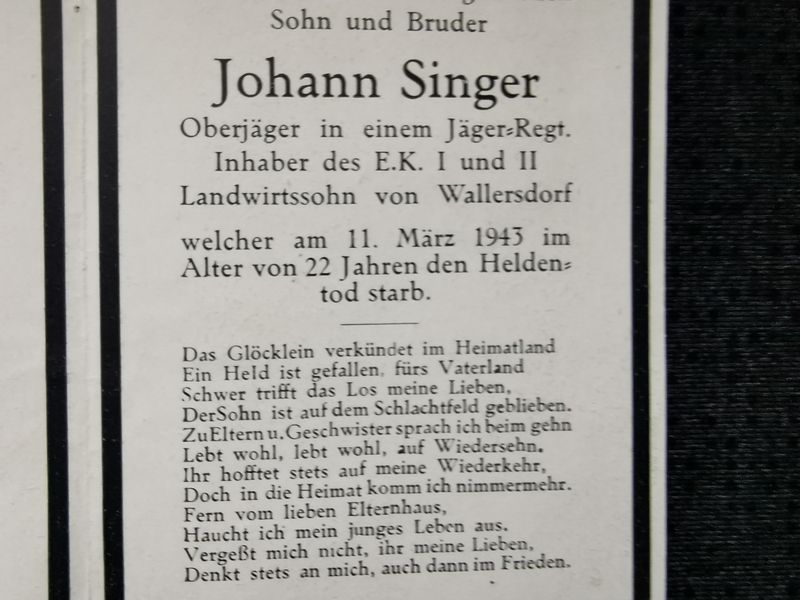 Sohn und Bruder
Johann Singer
Oberjäger in einem Jäger=Regt.
Inhaber des E.K. I und II
Landwirtssohn von Wallersdorf
welcher am 11. März 1943 im
Alter von 22 Jahren den Helden=
tod starb.
Das Glöcklein verkündet im Heimatland
Ein Held ist gefallen, fürs Vaterland
Schwer trifft das Los meine Lieben,
DerSohn ist auf dem Schlachtfeld geblieben.
ZuEltern u. Geschwister sprach ich beim gehn
Lebt wohl, lebt wohl, auf Wiedersehn.
Ihr hofftet stets auf meine Wiederkehr,
Doch in die Heimat komm ich nimmermehr.
Fern vom lieben Elternhaus,
Haucht ich mein junges Leben aus.
Vergeßt mich nicht, ihr meine Lieben,
Denkt stets an mich, auch dann im Frieden.